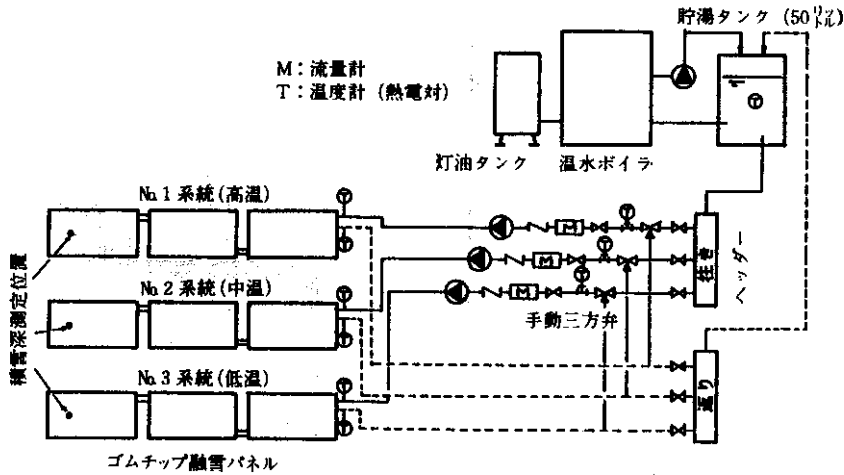 貯湯タンク (50リットル)
M：流量計
T：温度計 (熱電対)
T
灯油タンク
温水ボイラ
No.1 系統(高温)
T
T
T
M
往き
ヘッダー
T
M
No.2 系統(中温)
T
T
T
M
手動三方弁
積雪深測定位置
No.3 系統(低温)
T
T
返り
ゴムチップ融雪パネル